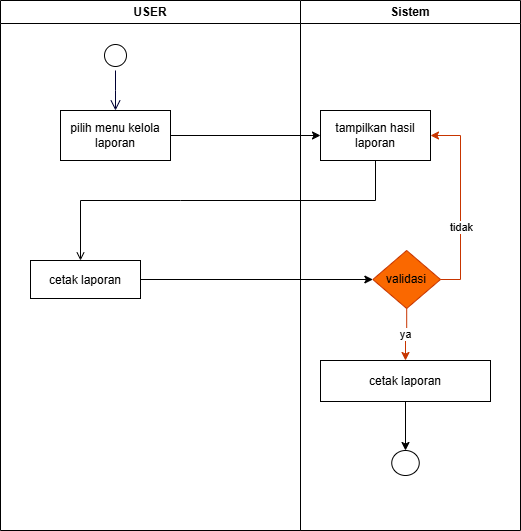 USER
Sistem
pilih menu kelola
laporan
tampilkan hasil
laporan
tidak
cetak laporan
validasi
ya
cetak laporan